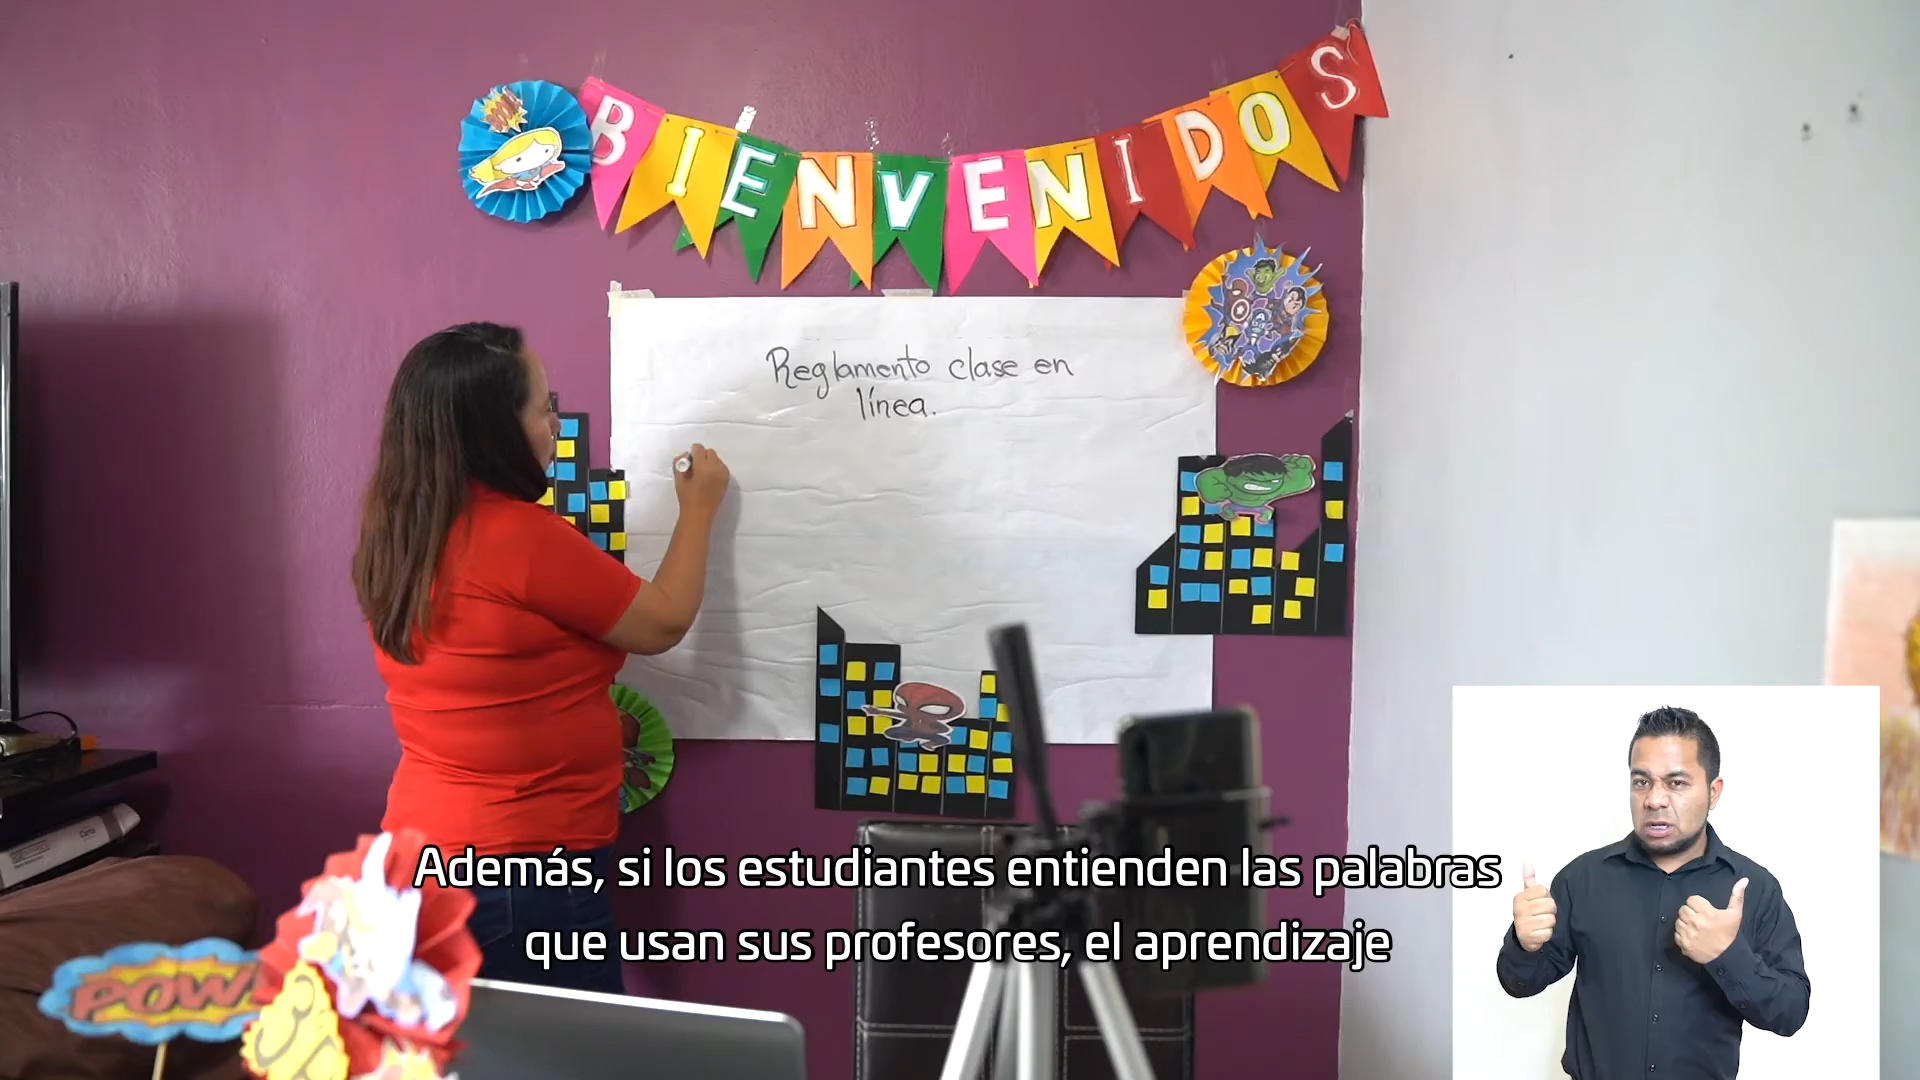 BIENVENIDOS
Reglamento clase en
línea.
Además, si los estudiantes entienden las palabras
que usan sus profesores, el aprendizaje
POW!